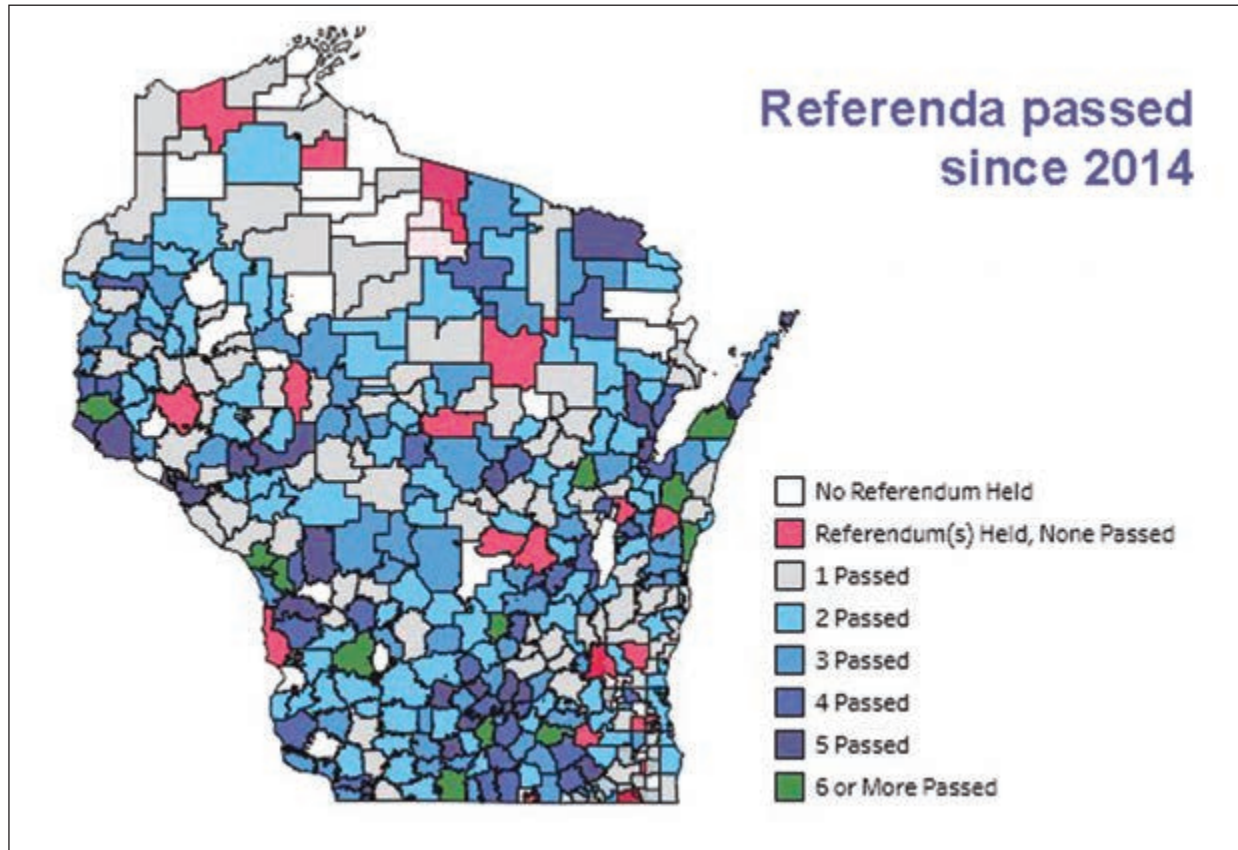 Referenda passed
since 2014
No Referendum Held
Referendum(s) Held, None Passed
1 Passed
2 Passed
3 Passed
4 Passed
5 Passed
6 or More Passed